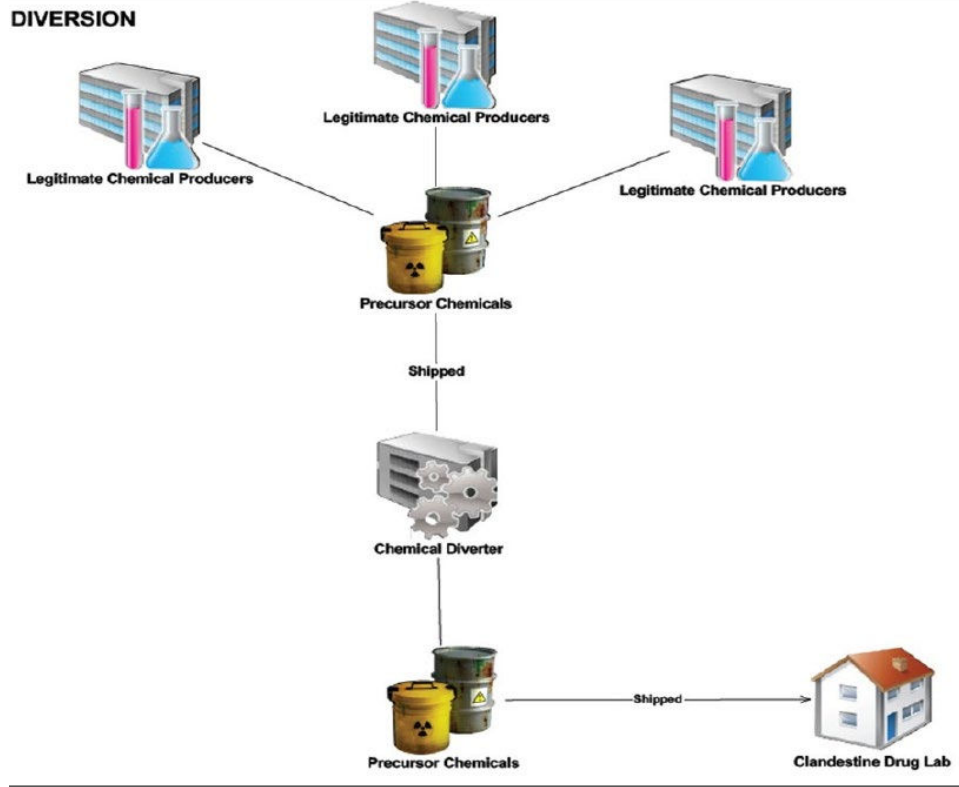 DIVERSION
Legitimate Chemical Producers
Legitimate Chemical Producers
Legitimate Chemical Producers
Precursor Chemicals
Shipped
Chemical Diverter
Shipped
Precursor Chemicals
Clandestine Drug Lab